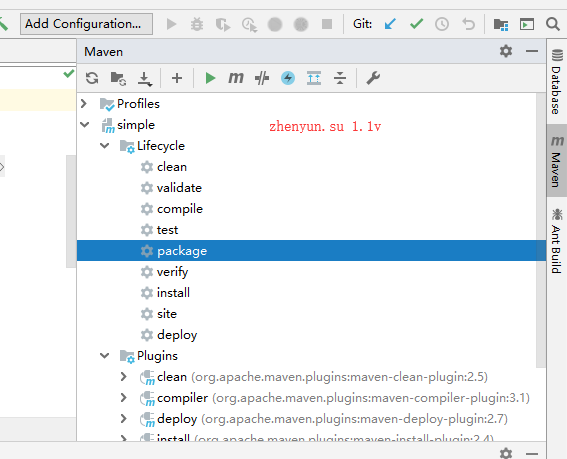 Add Configuration...
Git:
Maven
Profiles
simple
zhenyun.su 1.1v
Lifecycle
clean
validate
compile
test
package
verify
install
site
deploy
Plugins
clean (org.apache.maven.plugins:maven-clean-plugin:2.5)
compiler (org.apache.maven.plugins:maven-compiler-plugin:3.1)
deploy (org.apache.maven.plugins:maven-deploy-plugin:2.7)
install (org.apache.maven.plugins:maven-install-plugin:2.4)
Database
m Maven
Ant Build